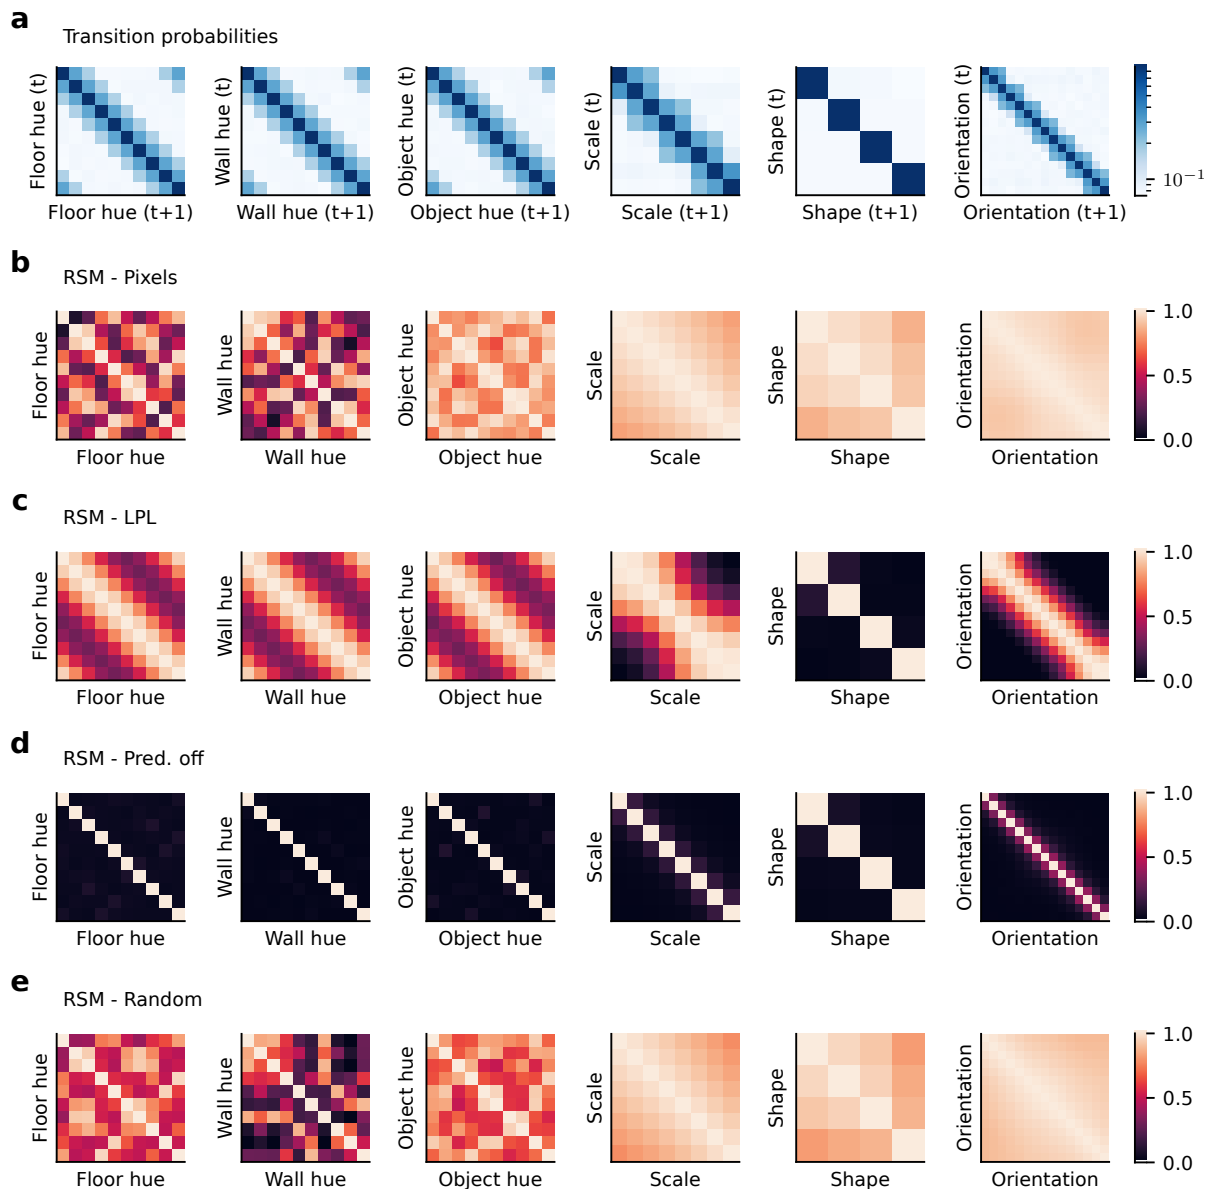 a
Transition probabilities
Floor hue (t)
Wall hue (t)
Object hue (t)
Scale (t)
Shape (t)
Orientation (t)
10⁻¹
Floor hue (t+1)
Wall hue (t+1)
Object hue (t+1)
Scale (t+1)
Shape (t+1)
Orientation (t+1)
b
RSM - Pixels
Floor hue
Wall hue
Object hue
Scale
Shape
Orientation
1.0
0.5
0.0
Floor hue
Wall hue
Object hue
Scale
Shape
Orientation
c
RSM - LPL
Floor hue
Wall hue
Object hue
Scale
Shape
Orientation
1.0
0.5
0.0
Floor hue
Wall hue
Object hue
Scale
Shape
Orientation
d
RSM - Pred. off
Floor hue
Wall hue
Object hue
Scale
Shape
Orientation
1.0
0.5
0.0
Floor hue
Wall hue
Object hue
Scale
Shape
Orientation
e
RSM - Random
Floor hue
Wall hue
Object hue
Scale
Shape
Orientation
1.0
0.5
0.0
Floor hue
Wall hue
Object hue
Scale
Shape
Orientation